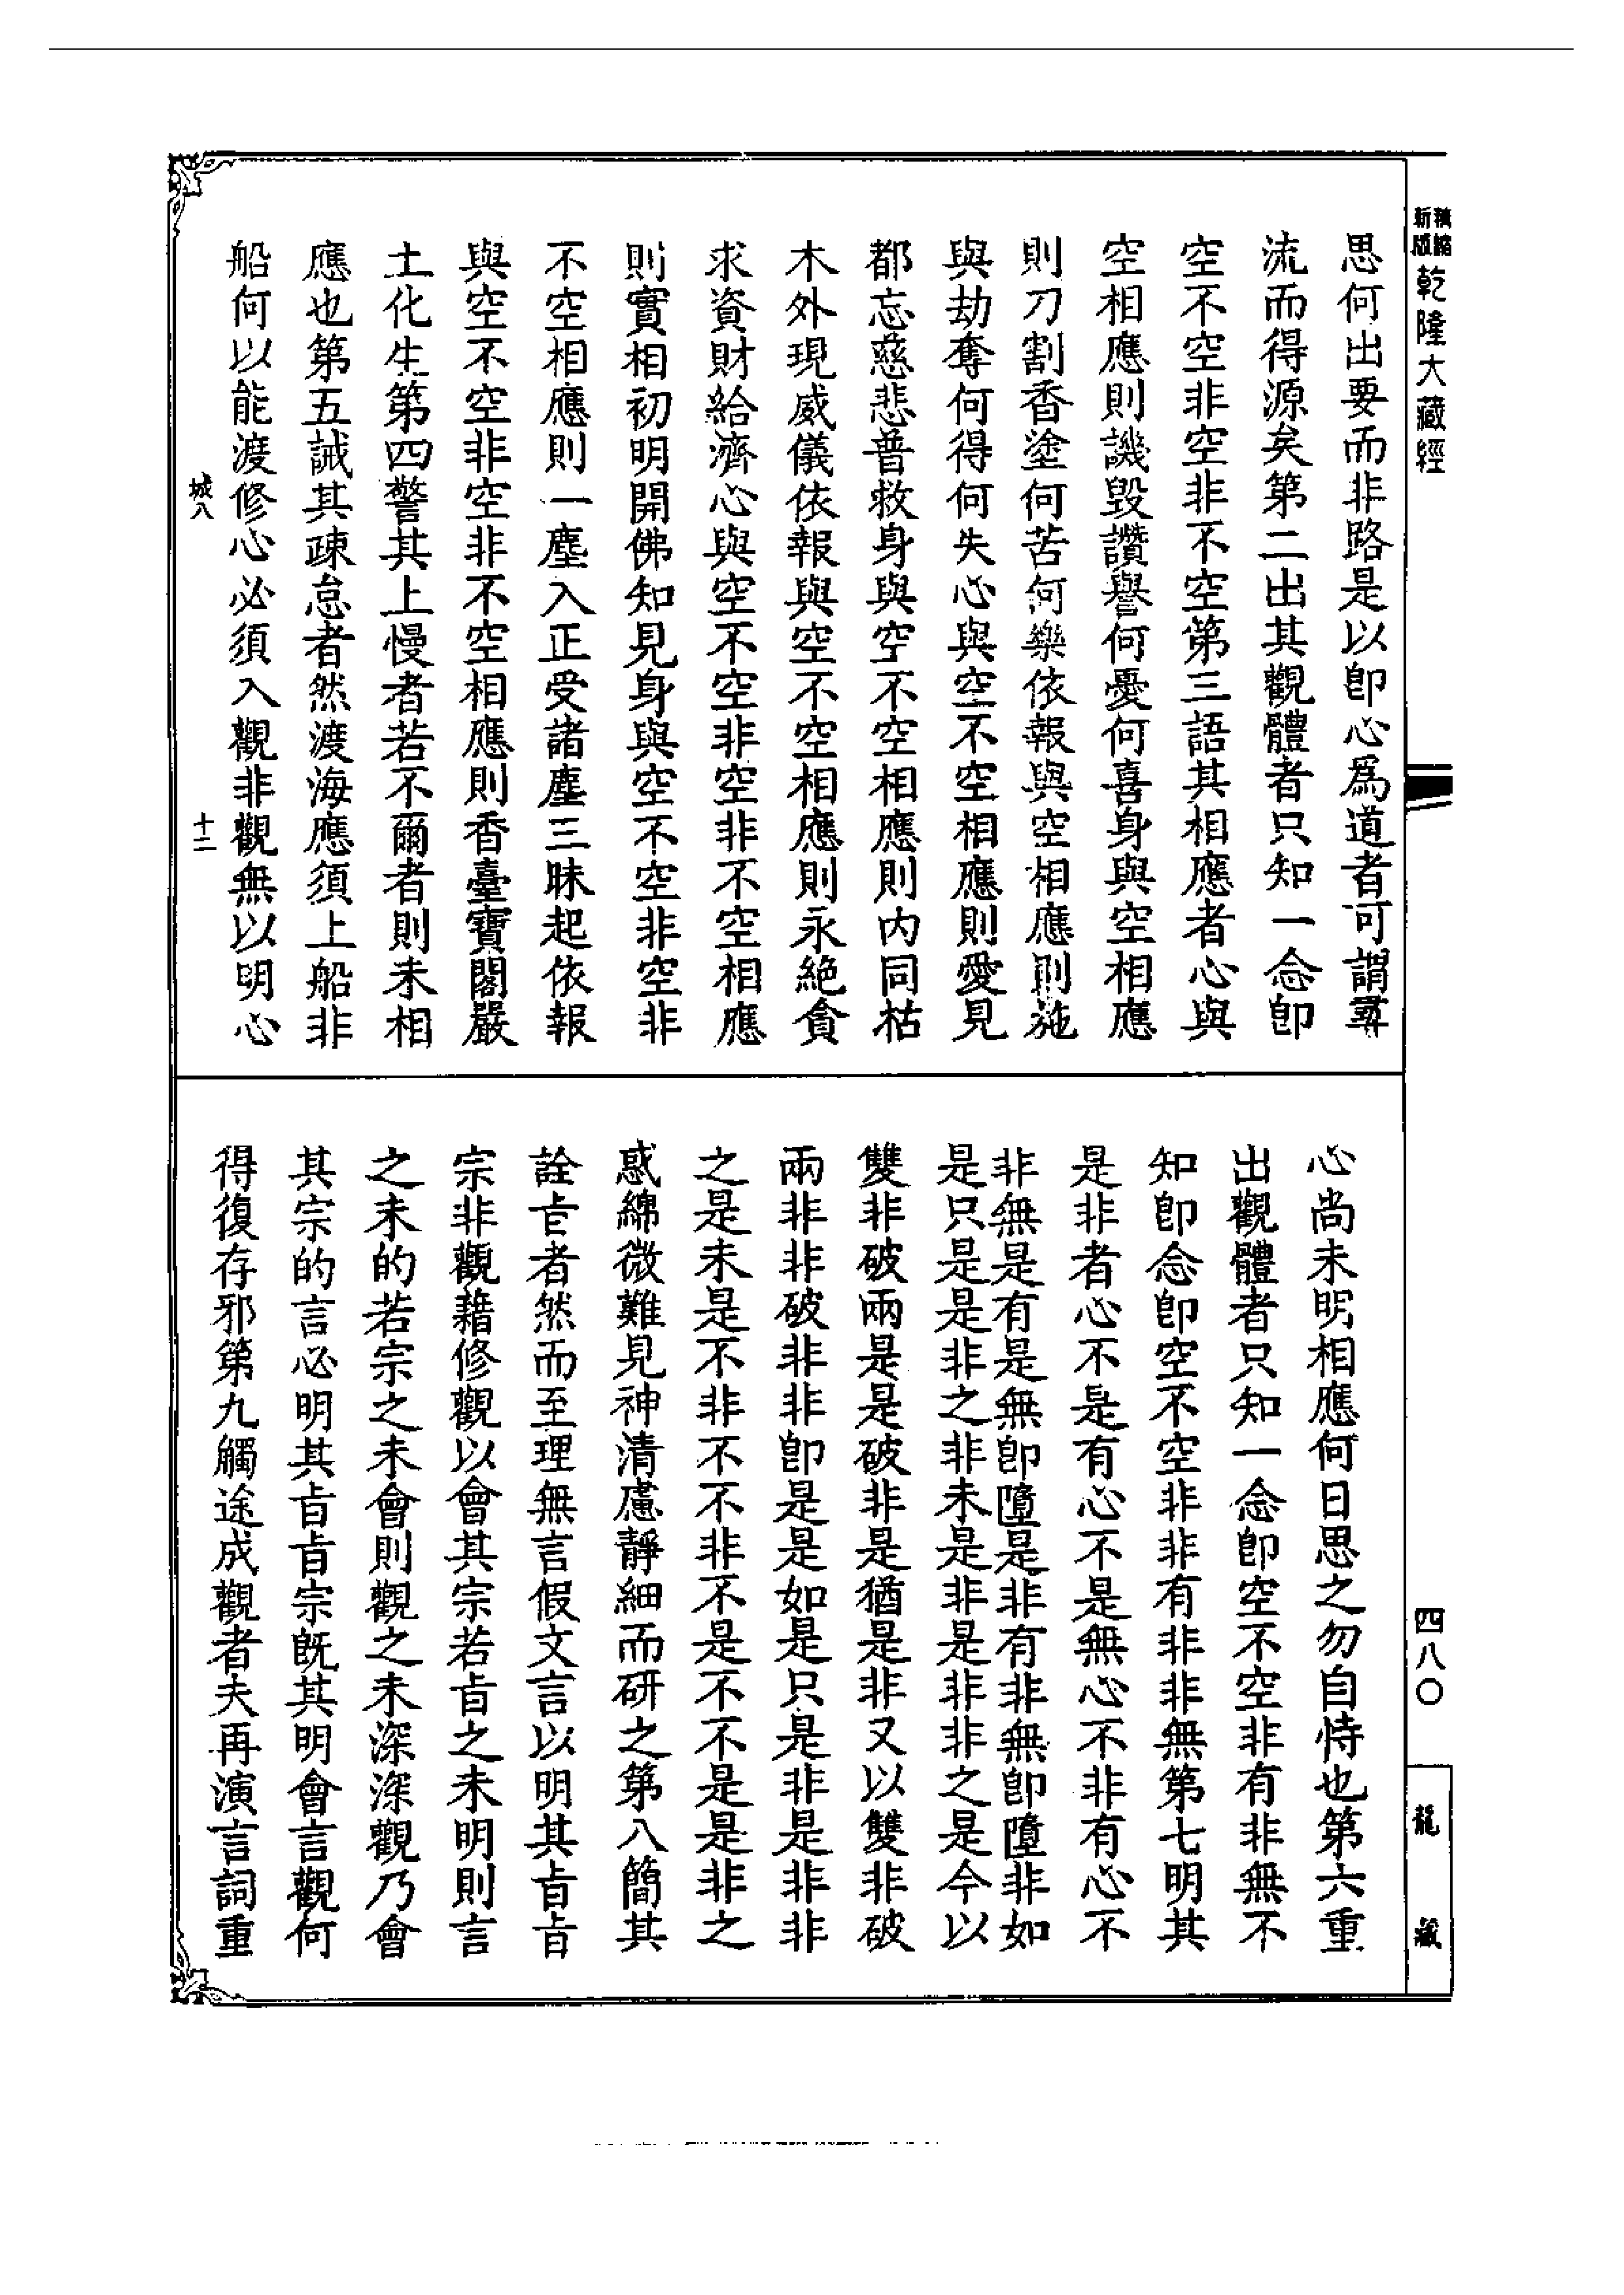 新版精縮
乾隆大藏經
思何出要而非路是以卽心為道者可謂尋
流而得源矣第二出其觀體者只知一念卽
空不空非空非不空第三語其相應者心與
空相應則譏毀讚譽何憂何喜身與空相應
則刀割香塗何苦何樂依報與空相應則施
與劫奪何得何失心與空不空相應則愛見
都忘慈悲普救身與空不空相應則内同枯
木外現威儀依報與空不空相應則永絕貪
求資財給濟心與空不空非空非不空相應
則實相初明開佛知見身與空不空非空非
不空相應則一塵入正受諸塵三昧起依報
與空不空非空非不空相應則香臺寶閣嚴
土化生第四警其上慢者若不爾者則未相
應也第五誡其疎怠者然渡海應須上船非
船何以能渡修心必須入觀非觀無以明心
城八
十二
心尚未明相應何日思之勿自恃也第六重
出觀體者只知一念卽空不空非有非無不
知卽念卽空不空非非有非非無第七明其
是非者心不是有心不是無心不非有心不
非無是有是無卽墮是非有非無卽墮非如
是只是是非之非未是非是非非之是今以
雙非破兩是是破非是猶是非又以雙非破
兩非非破非非卽是是如是只是非是非非
之是未是不非不不非不是不不是是非之
惑綿微難見神清慮靜細而研之第八簡其
詮㫖者然而至理無言假文言以明其㫖㫖
宗非觀藉修觀以會其宗若㫖之未明則言
之未的若宗之未會則觀之未深深觀乃會
其宗的言必明其㫖㫖宗旣其明會言觀何
得復存邪第九觸途成觀者夫再演言詞重
四八〇
龍藏